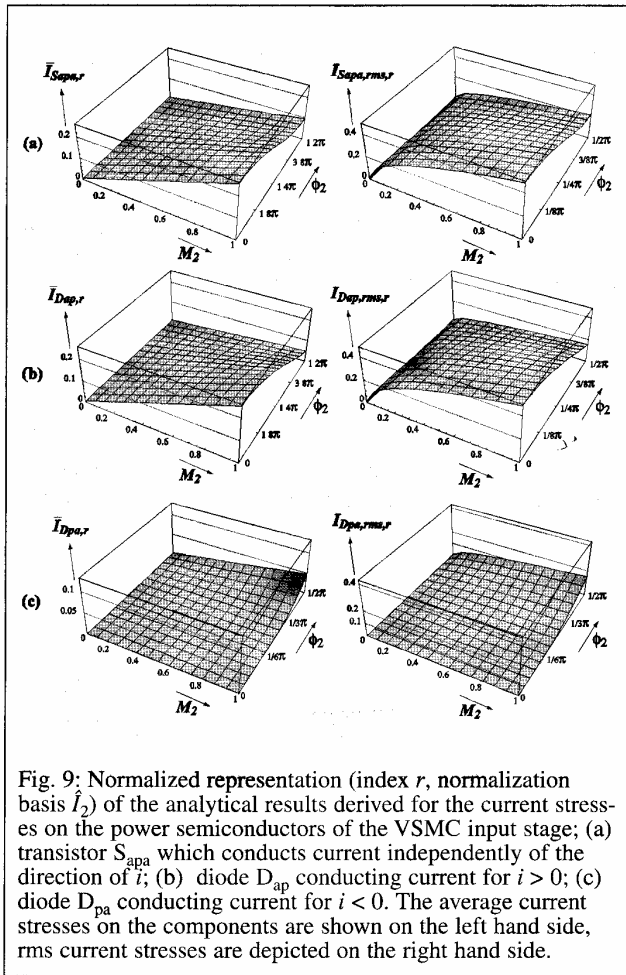 Ī_Sapa,r
I_Sapa,rms,r
(a)
0.2
0.1
0
0.2
0.4
0.6
0.8
1
M2
0
1 8π
1 4π
3 8π
1 2π
ϕ2
0.4
0.2
0
0
0.2
0.4
0.6
0.8
1
M2
0
1/8π
1/4π
3/8π
1/2π
ϕ2
Ī_Dap,r
I_Dap,rms,r
(b)
0.2
0.1
0
0.2
0.4
0.6
0.8
1
M2
0
1 8π
1 4π
3 8π
1 2π
ϕ2
0.4
0.2
0
0.2
0.4
0.6
0.8
1
M2
0
1/8π
1/4π
3/8π
1/2π
ϕ2
Ī_Dpa,r
I_Dpa,rms,r
(c)
0.1
0.05
0
0.2
0.4
0.6
0.8
1
M2
0
1/6π
1/3π
1/2π
ϕ2
0.4
0.2
0.1
0
0.2
0.4
0.6
0.8
1
M2
0
1/6π
1/3π
1/2π
ϕ2
Fig. 9: Normalized representation (index r, normalization
basis Î2) of the analytical results derived for the current stress-
es on the power semiconductors of the VSMC input stage; (a)
transistor Sapa which conducts current independently of the
direction of i; (b) diode Dap conducting current for i > 0; (c)
diode Dpa conducting current for i < 0. The average current
stresses on the components are shown on the left hand side,
rms current stresses are depicted on the right hand side.